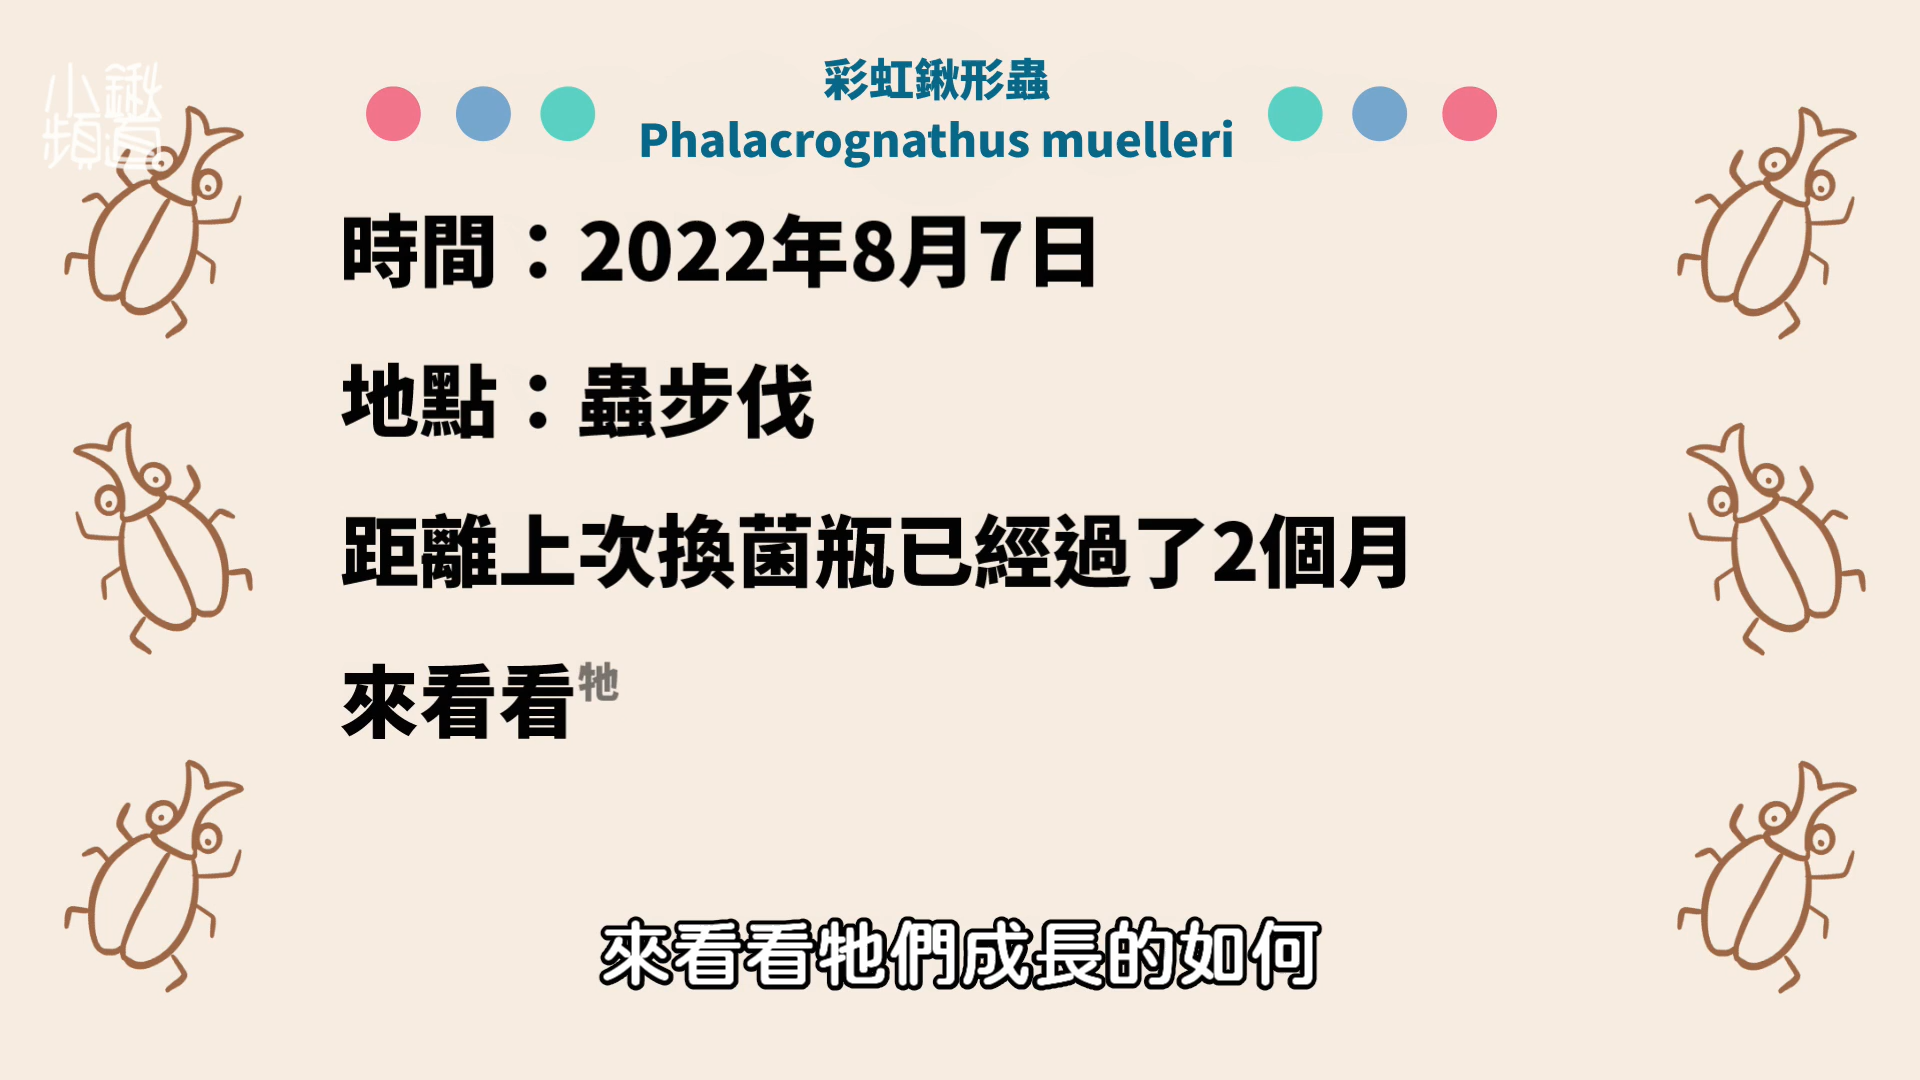 小鍬
頻道
彩虹鍬形蟲
Phalacrognathus muelleri
時間：2022年8月7日
地點：蟲步伐
距離上次換菌瓶已經過了2個月
來看看牠
來看看牠們成長的如何